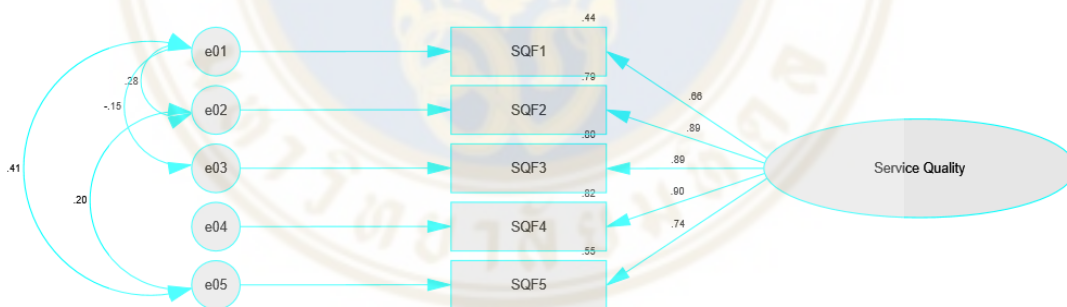 .44
e01
SQF1
.79
.28
.66
-.15
e02
SQF2
.89
.80
.41
e03
SQF3
.89
Service Quality
.82
.20
.90
e04
SQF4
.74
.55
e05
SQF5